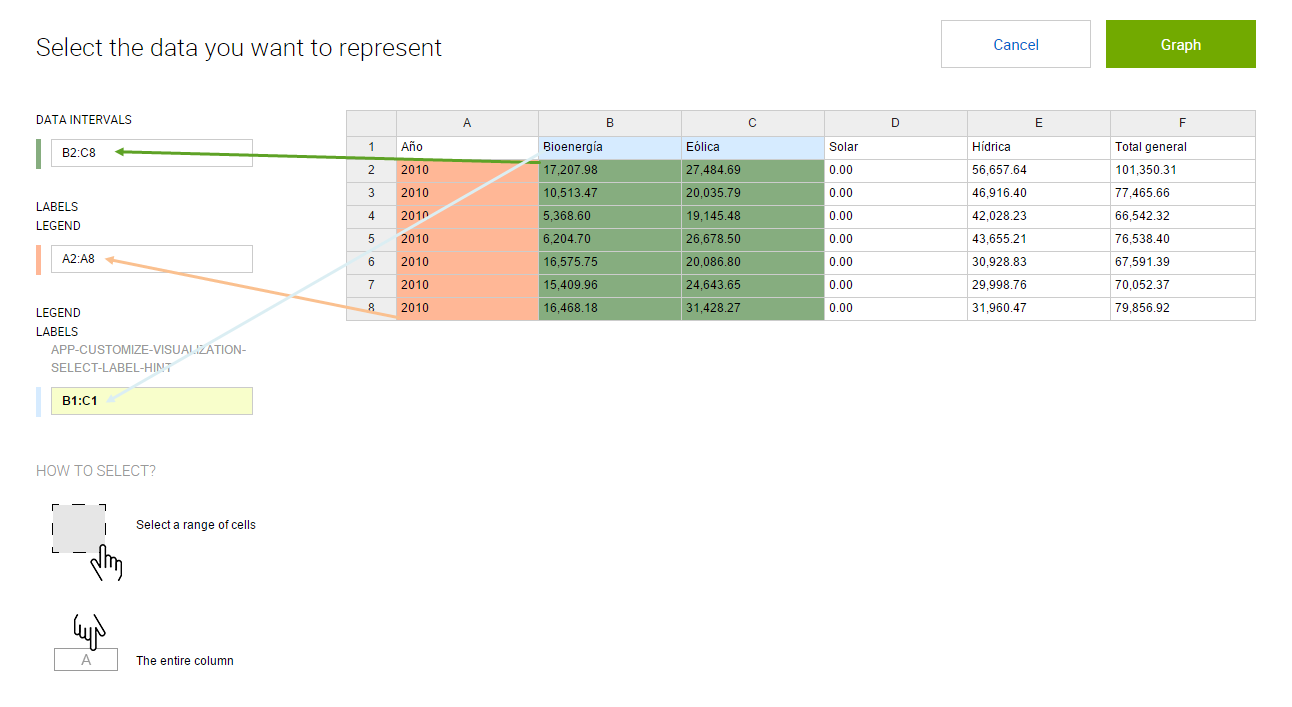 Select the data you want to represent
Cancel
Graph
DATA INTERVALS
B2:C8
LABELS
LEGEND
A2:A8
LEGEND
LABELS
APP-CUSTOMIZE-VISUALIZATION-
SELECT-LABEL-HINT
B1:C1
HOW TO SELECT?
Select a range of cells
A
The entire column
A B C D E F
1 Año Bioenergía Eólica Solar Hídrica Total general
2 2010 17,207.98 27,484.69 0.00 56,657.64 101,350.31
3 2010 10,513.47 20,035.79 0.00 46,916.40 77,465.66
4 2010 5,368.60 19,145.48 0.00 42,028.23 66,542.32
5 2010 6,204.70 26,678.50 0.00 43,655.21 76,538.40
6 2010 16,575.75 20,086.80 0.00 30,928.83 67,591.39
7 2010 15,409.96 24,643.65 0.00 29,998.76 70,052.37
8 2010 16,468.18 31,428.27 0.00 31,960.47 79,856.92